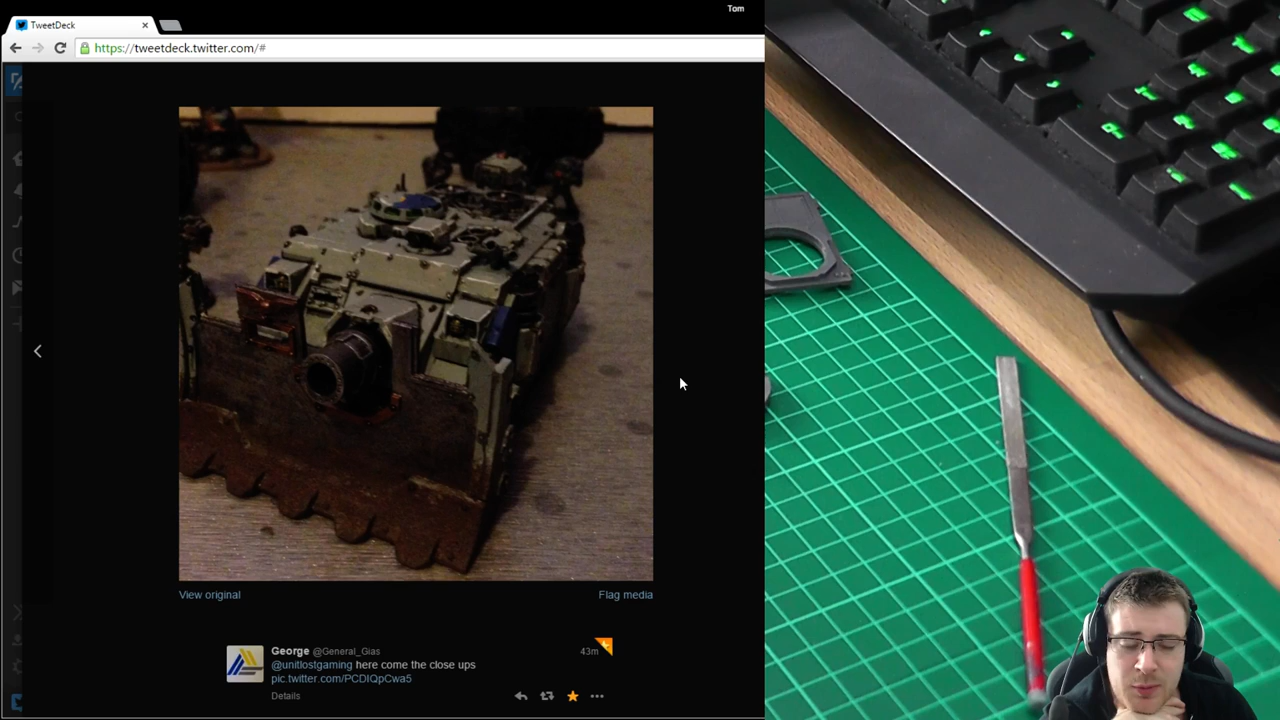 Tom
TweetDeck
https://tweetdeck.twitter.com/#
View original
Flag media
George @General_Gias
43m
@unitlostgaming here come the close ups
pic.twitter.com/PCDIQpCwa5
Details